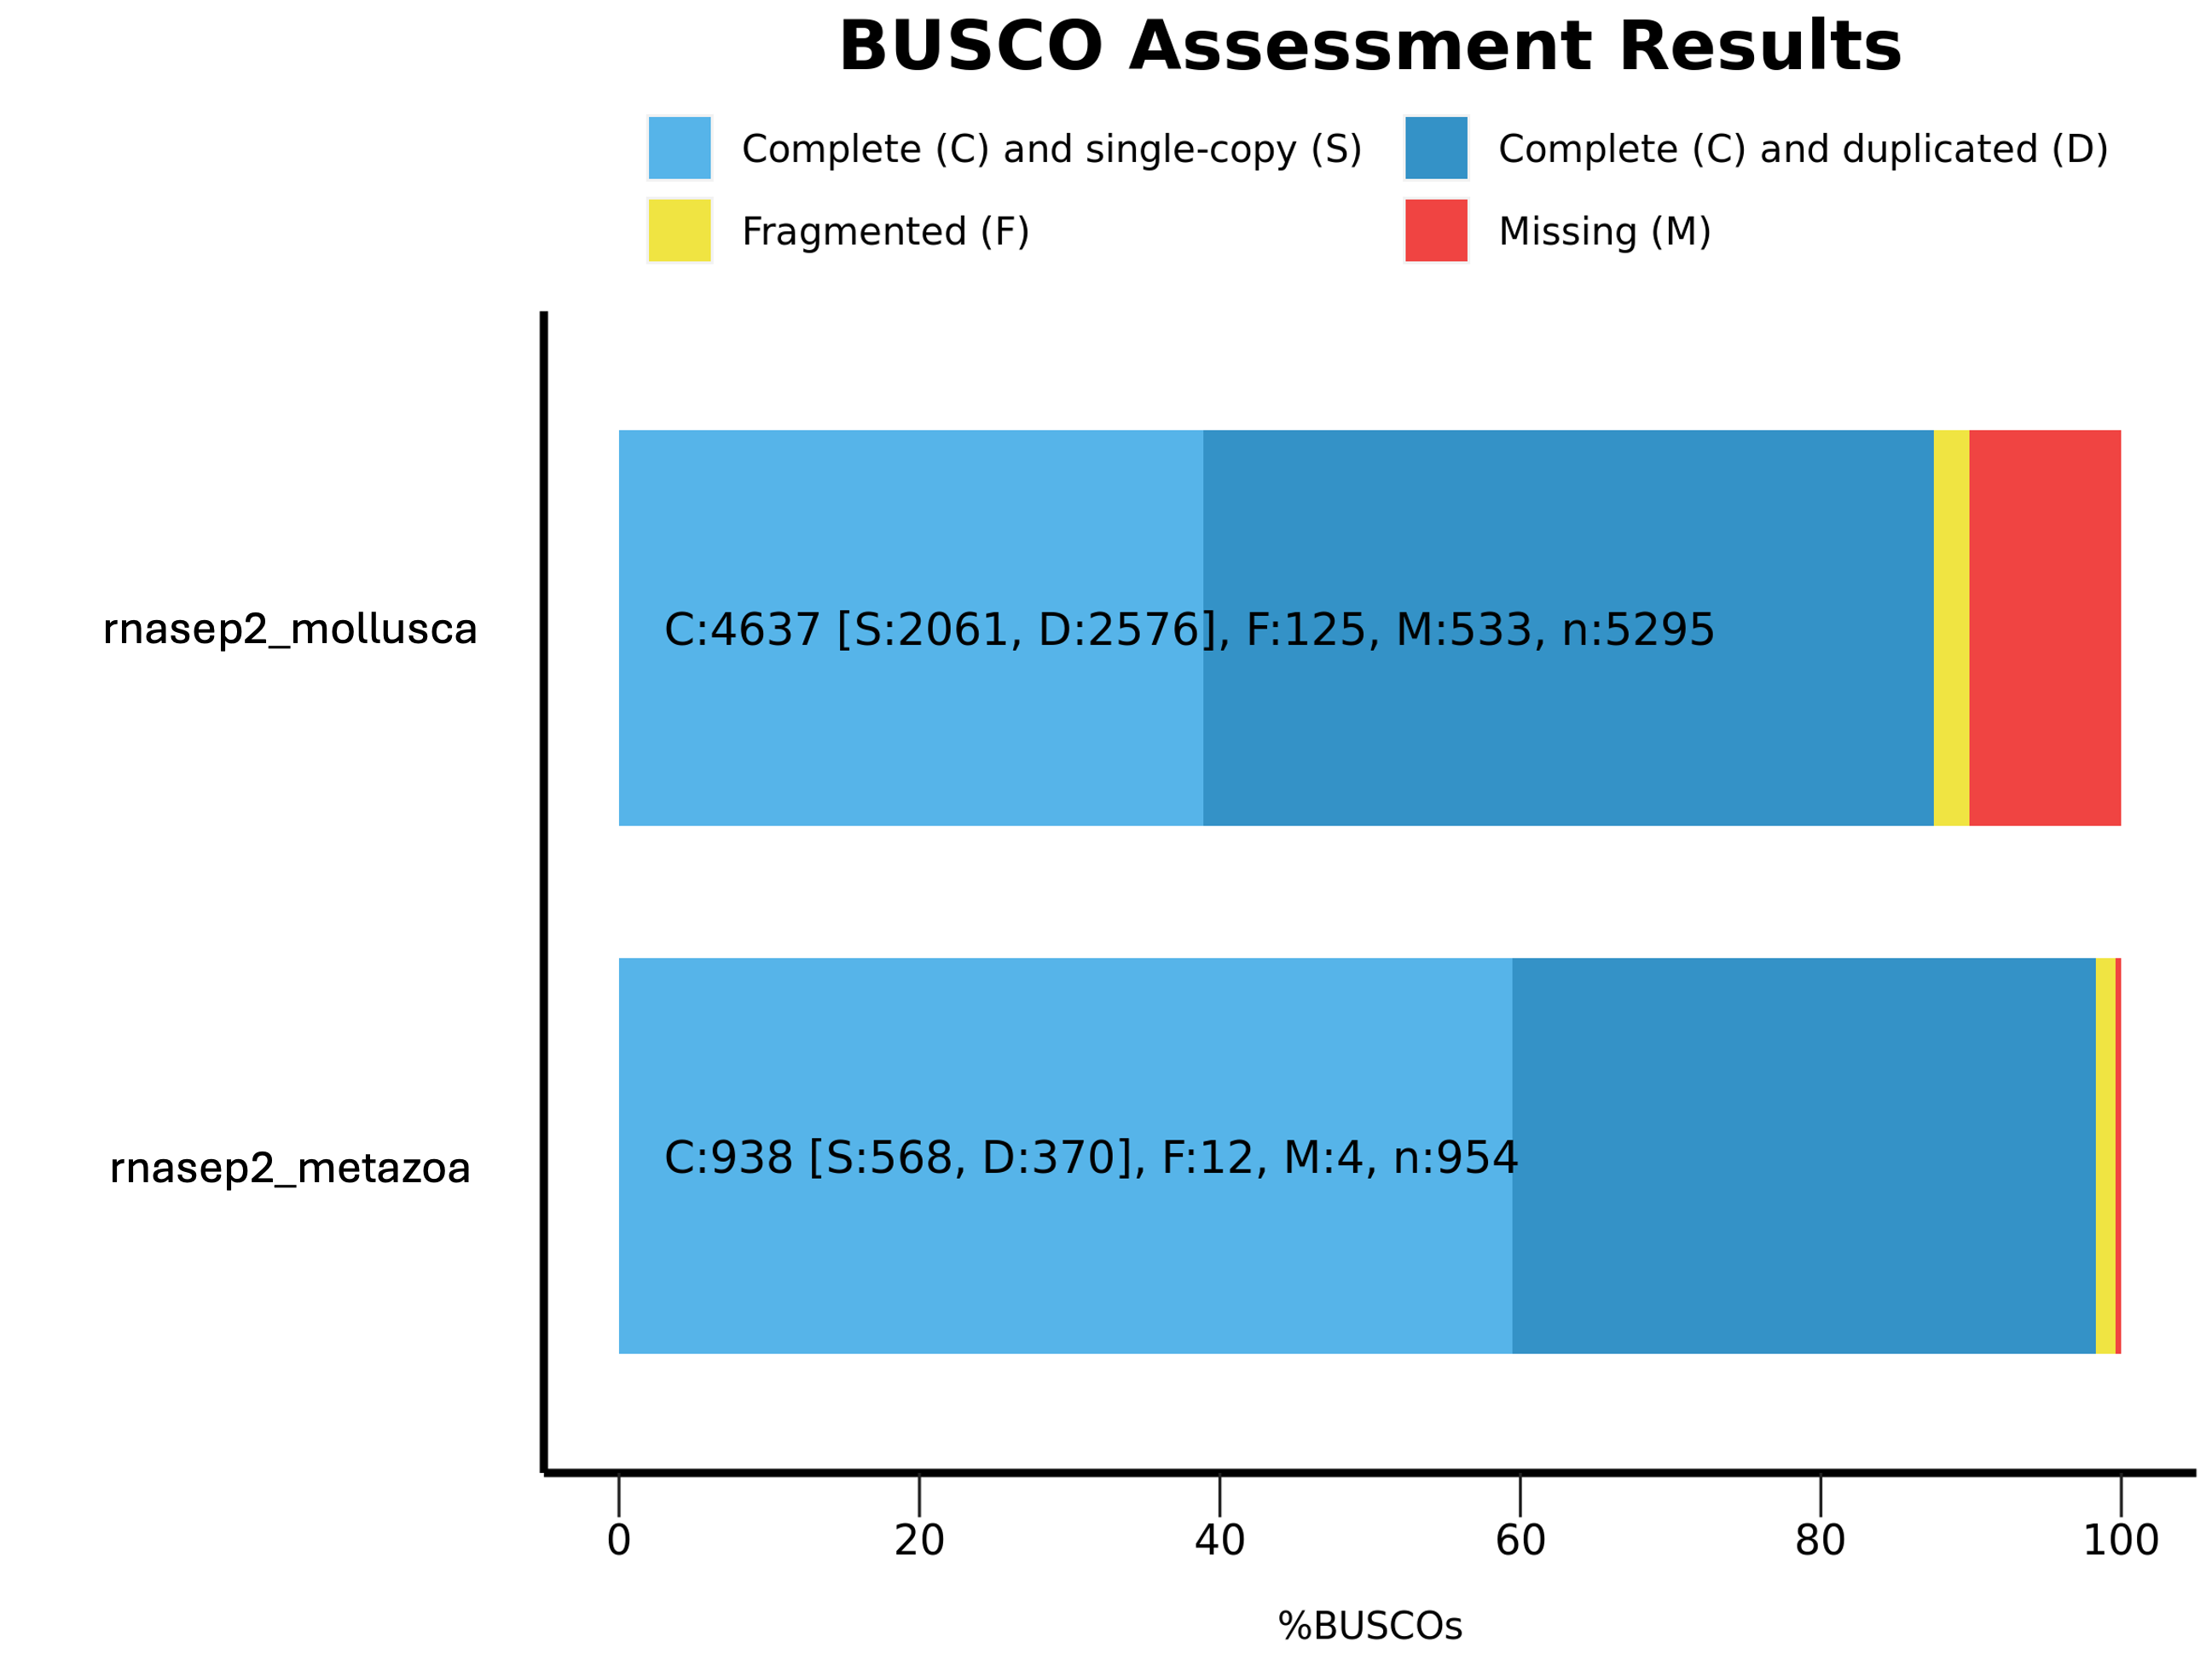 BUSCO Assessment Results
Complete (C) and single-copy (S)
Complete (C) and duplicated (D)
Fragmented (F)
Missing (M)
rnasep2_mollusca
C:4637 [S:2061, D:2576], F:125, M:533, n:5295
rnasep2_metazoa
C:938 [S:568, D:370], F:12, M:4, n:954
0 20 40 60 80 100
%BUSCOs